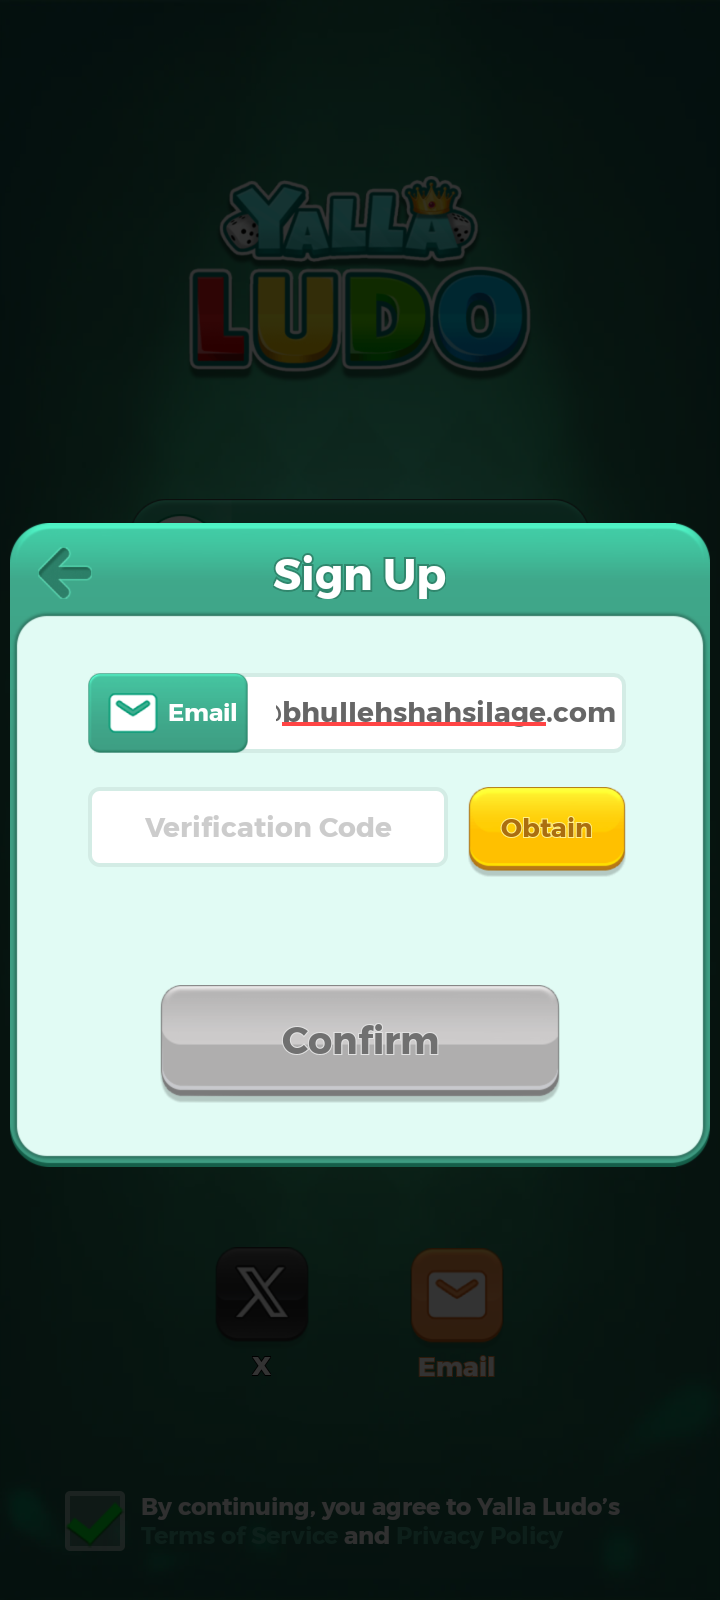 YALLA
LUDO
Sign Up
Email
bhullehshahsilage.com
Verification Code
Obtain
Confirm
X
Email
By continuing, you agree to Yalla Ludo's
Terms of Service and Privacy Policy